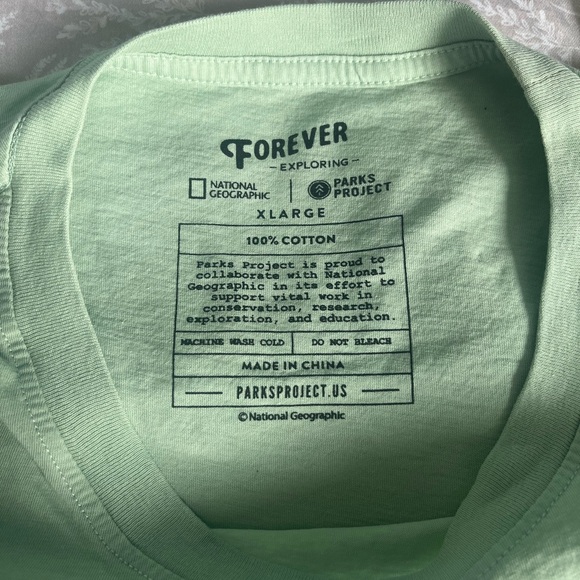 FOREVER
- EXPLORING -
NATIONAL GEOGRAPHIC | PARKS PROJECT
XLARGE
100% COTTON
Parks Project is proud to
collaborate with National
Geographic in its effort to
support vital work in
conservation, research,
exploration, and education.
MACHINE WASH COLD | DO NOT BLEACH
MADE IN CHINA
PARKSPROJECT.US
©National Geographic